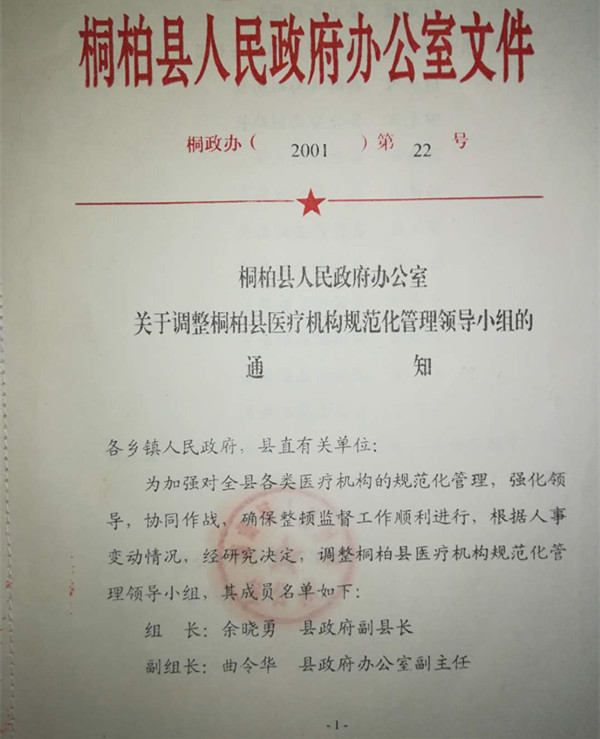 桐柏县人民政府办公室文件
桐政办（ 2001 ）第 22 号
桐柏县人民政府办公室
关于调整桐柏县医疗机构规范化管理领导小组的
通 知
各乡镇人民政府，县直有关单位：
为加强对全县各类医疗机构的规范化管理，强化领
导，协同作战，确保整顿监督工作顺利进行，根据人事
变动情况，经研究决定，调整桐柏县医疗机构规范化管
理领导小组，其成员名单如下：
组 长：余晓勇 县政府副县长
副组长：曲令华 县政府办公室副主任
-1-